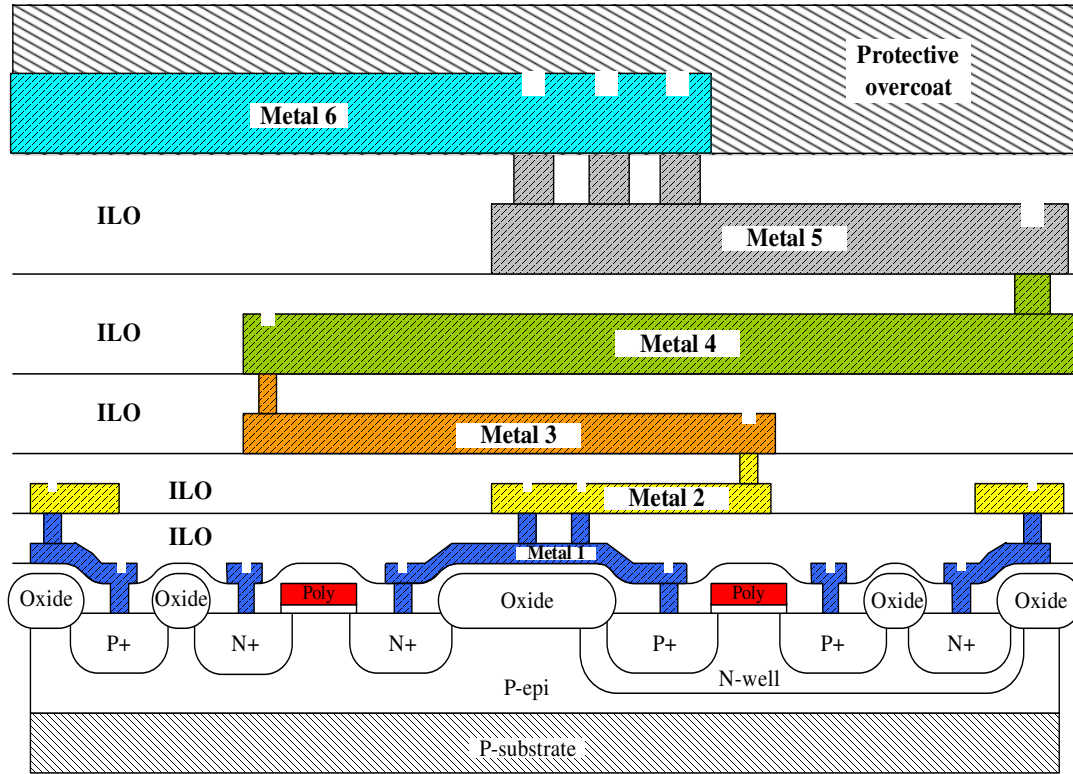 Protective
overcoat
Metal 6
ILO
Metal 5
ILO
Metal 4
ILO
Metal 3
ILO
Metal 2
ILO
Metal 1
Oxide
Oxide
Poly
Oxide
Poly
Oxide
Oxide
P+
N+
N+
P+
P+
N+
N-well
P-epi
P-substrate